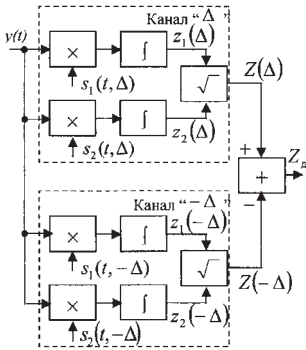 Канал “Δ”
y(t)
× ∫ z₁(Δ)
s₁(t, Δ)
√ Z(Δ)
× ∫ z₂(Δ)
s₂(t, Δ)
+
+ Z_д
−
Канал “−Δ”
× ∫ z₁(−Δ)
s₁(t, −Δ)
√ Z(−Δ)
× ∫ z₂(−Δ)
s₂(t, −Δ)